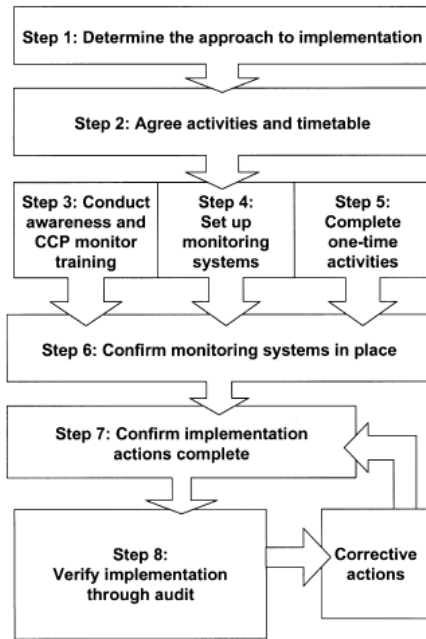 Step 1: Determine the approach to implementation
Step 2: Agree activities and timetable
Step 3: Conduct
awareness and
CCP monitor
training
Step 4:
Set up
monitoring
systems
Step 5:
Complete
one-time
activities
Step 6: Confirm monitoring systems in place
Step 7: Confirm implementation
actions complete
Step 8:
Verify implementation
through audit
Corrective
actions